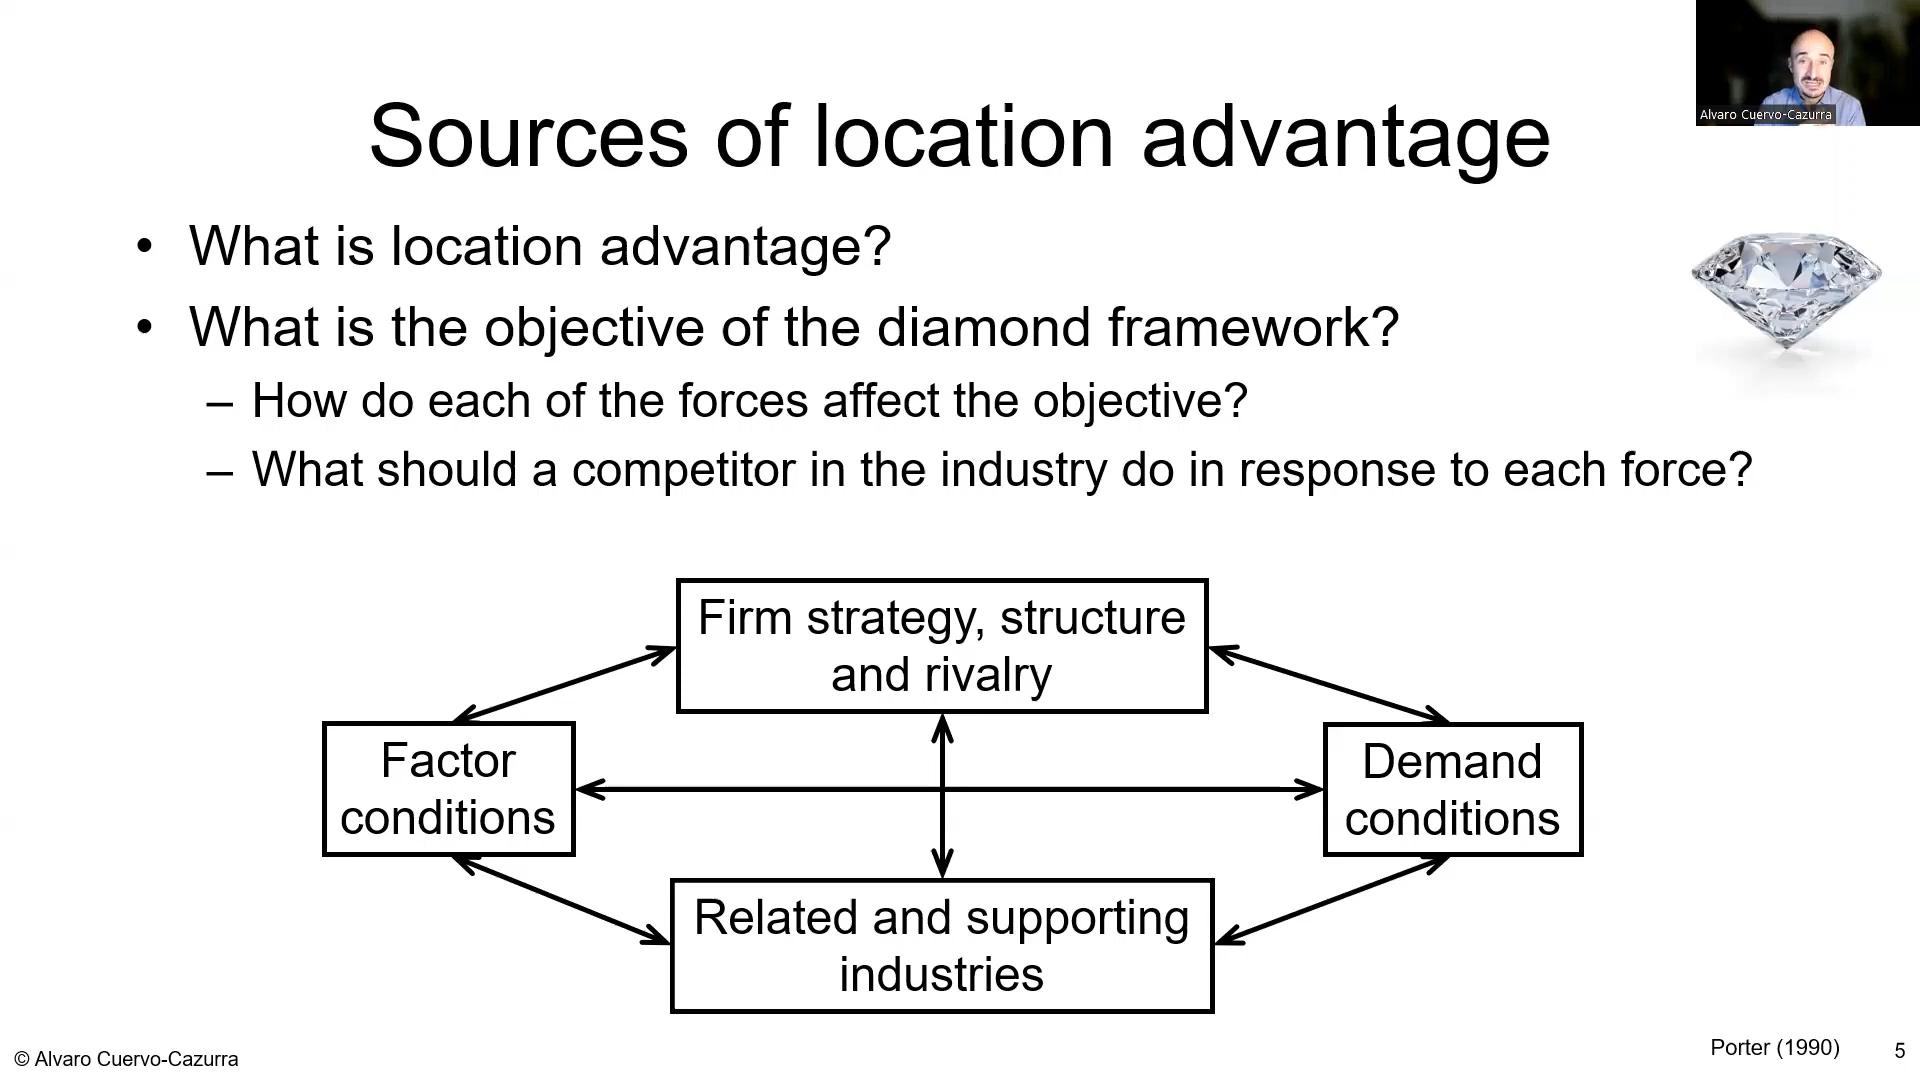 Alvaro Cuervo-Cazurra
Sources of location advantage
• What is location advantage?
• What is the objective of the diamond framework?
– How do each of the forces affect the objective?
– What should a competitor in the industry do in response to each force?
Firm strategy, structure
and rivalry
Factor
conditions
Demand
conditions
Related and supporting
industries
© Alvaro Cuervo-Cazurra
Porter (1990)
5